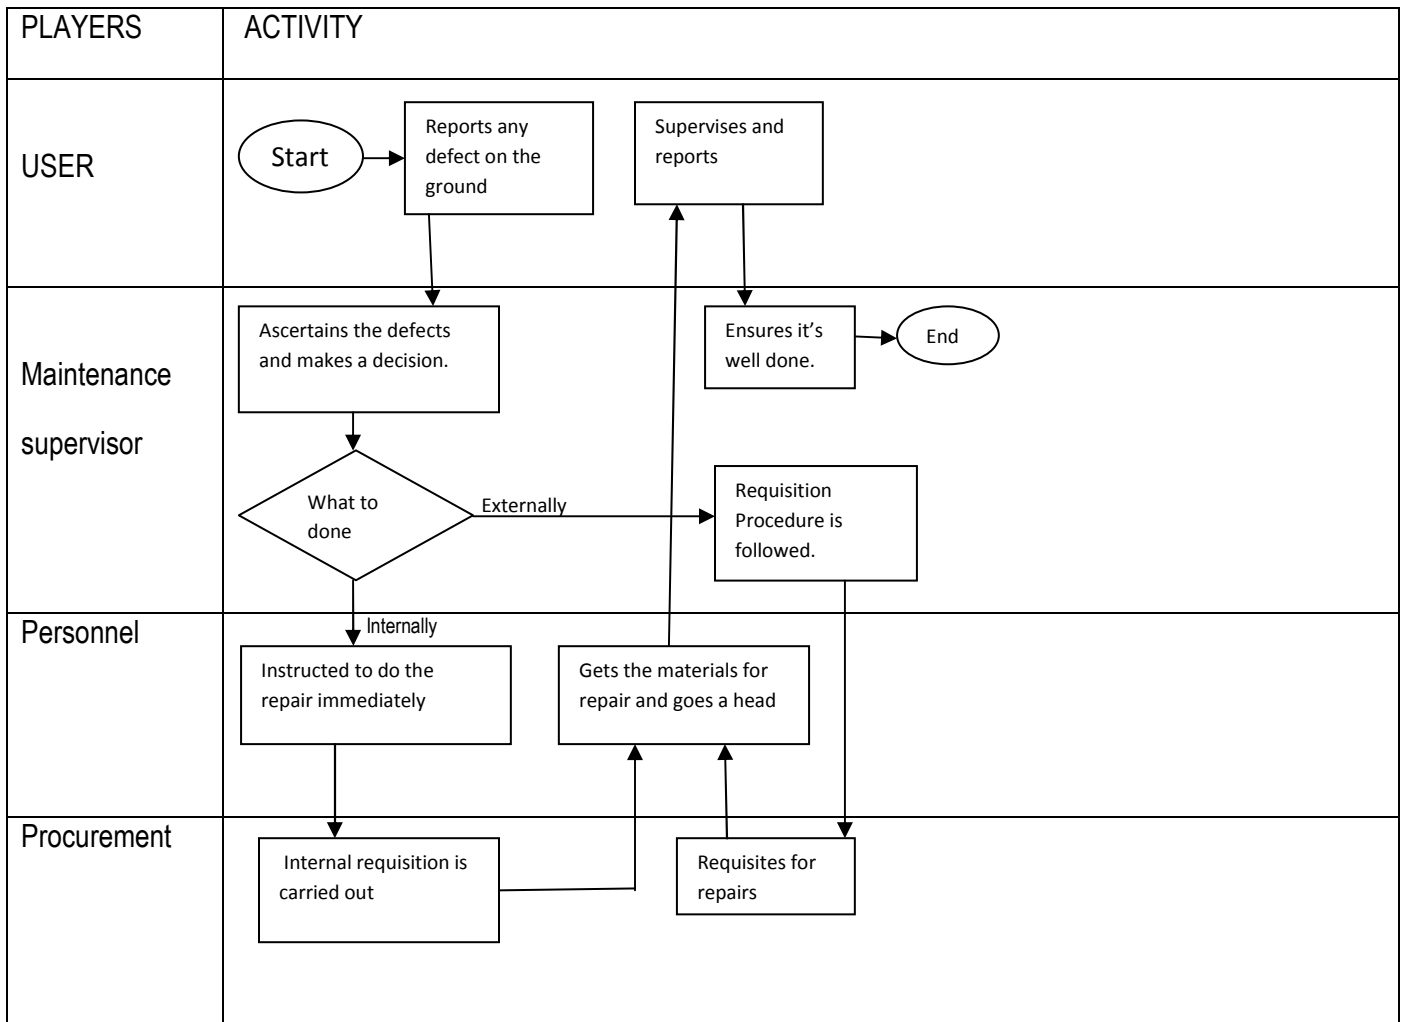 PLAYERS
ACTIVITY
USER
Start
Reports any
defect on the
ground
Supervises and
reports
Maintenance
supervisor
Ascertains the defects
and makes a decision.
Ensures it’s
well done.
End
What to
done
Externally
Requisition
Procedure is
followed.
Personnel
Internally
Instructed to do the
repair immediately
Gets the materials for
repair and goes a head
Procurement
Internal requisition is
carried out
Requisites for
repairs